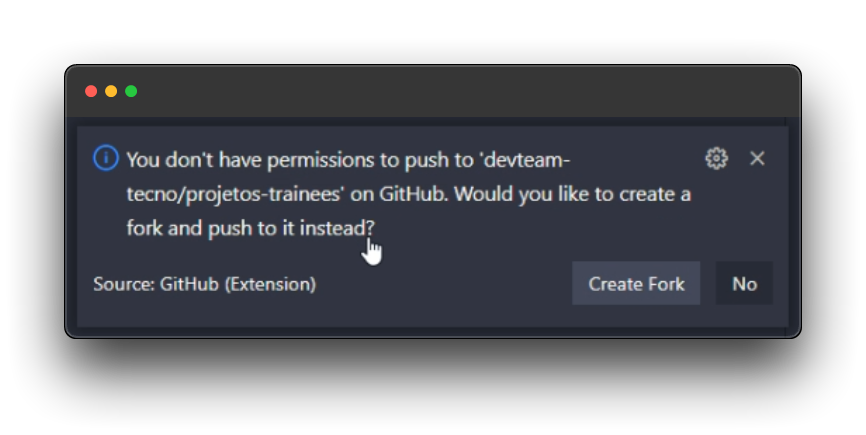 You don't have permissions to push to 'devteam-
tecno/projetos-trainees' on GitHub. Would you like to create a
fork and push to it instead?
Source: GitHub (Extension)
Create Fork
No